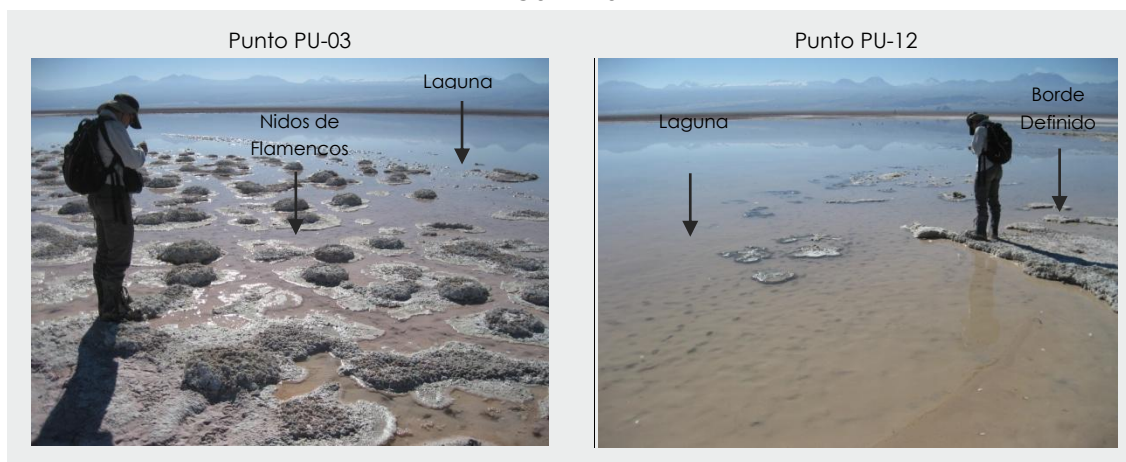 Punto PU-03
Punto PU-12
Laguna
Nidos de
Flamencos
Laguna
Borde
Definido